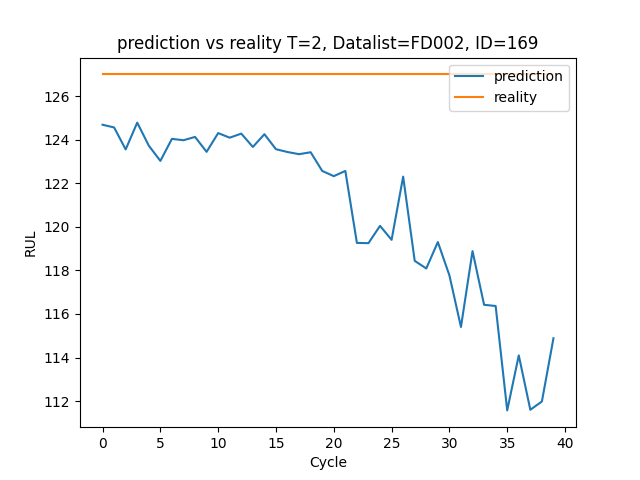 prediction vs reality T=2, Datalist=FD002, ID=169
prediction
reality
126
124
122
120
118
116
114
112
RUL
0 5 10 15 20 25 30 35 40
Cycle